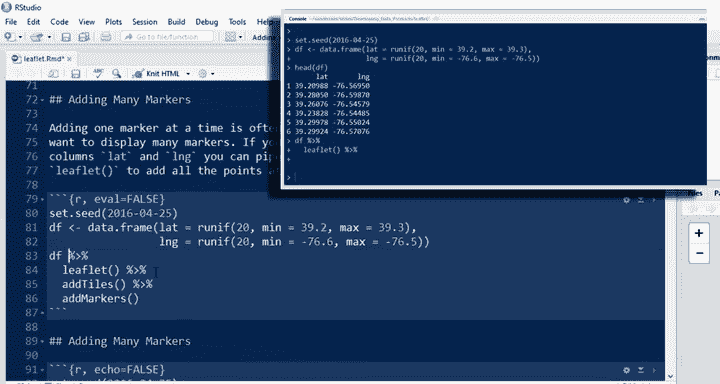 RStudio
File Edit Code View Plots Session Build Debug Tools Help
Go to file/function
Addins
leaflet.Rmd*
Knit HTML
71
72 ## Adding Many Markers
73
74 Adding one marker at a time is ofte
75 want to display many markers. If yo
76 columns `lat` and `lng` you can pip
77 `leaflet()` to add all the points a
78
79 ```{r, eval=FALSE}
80 set.seed(2016-04-25)
81 df <- data.frame(lat = runif(20, min = 39.2, max = 39.3),
82 lng = runif(20, min = -76.6, max = -76.5))
83 df %>%
84 leaflet() %>%
85 addTiles() %>%
86 addMarkers()
87 ```
88
89 ## Adding Many Markers
90
91 ```{r, echo=FALSE}
Console
>
> set.seed(2016-04-25)
> df <- data.frame(lat = runif(20, min = 39.2, max = 39.3),
+ lng = runif(20, min = -76.6, max = -76.5))
> head(df)
lat lng
1 39.20988 -76.56950
2 39.28050 -76.59870
3 39.26076 -76.54579
4 39.23828 -76.54485
5 39.29978 -76.55024
6 39.29924 -76.57076
> df %>%
+ leaflet() %>%
+
>
Files
+
−